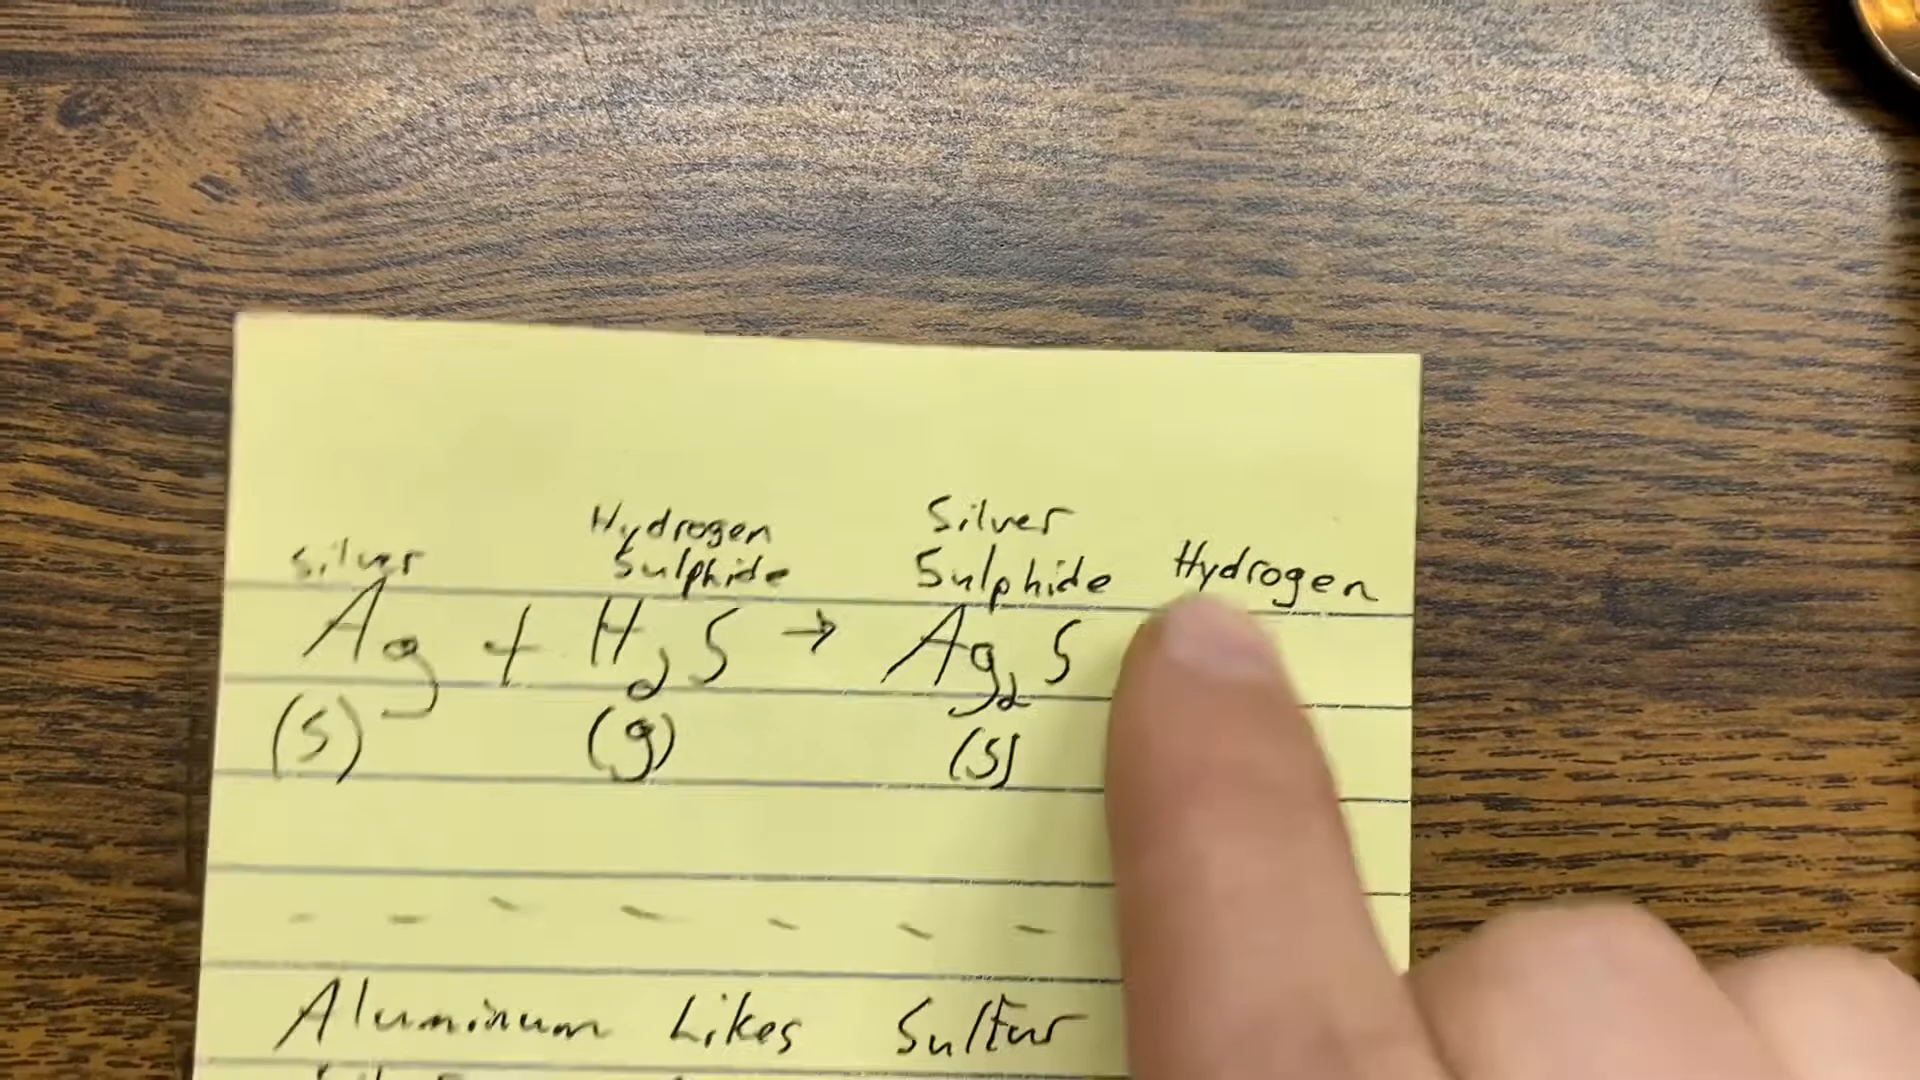 Silver Hydrogen Sulphide Silver Sulphide Hydrogen
Ag + H2S → Ag2S
(s) (g) (s)
- - - - - - -
Aluminum Likes Sulfur